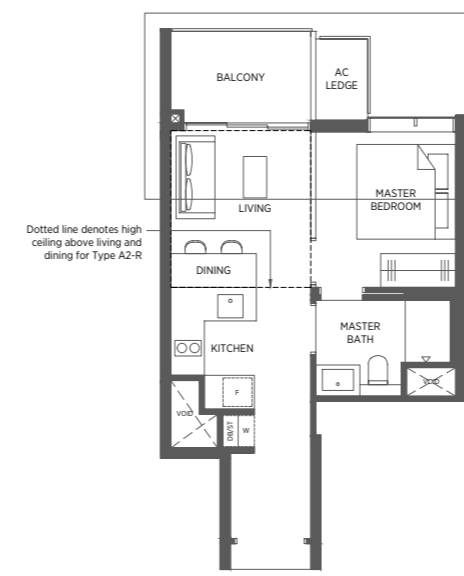 BALCONY
AC
LEDGE
MASTER
BEDROOM
LIVING
Dotted line denotes high
ceiling above living and
dining for Type A2-R
DINING
MASTER
BATH
KITCHEN
VOID
F
VOID
DB/ST
W